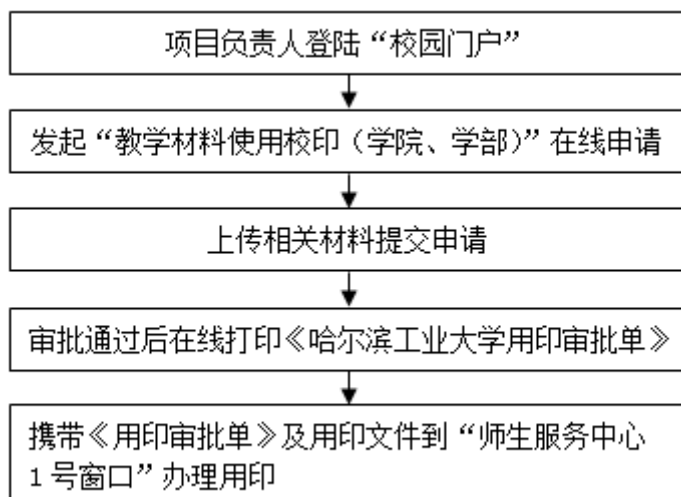 项目负责人登陆“校园门户”
发起“教学材料使用校印（学院、学部）”在线申请
上传相关材料提交申请
审批通过后在线打印《哈尔滨工业大学用印审批单》
携带《用印审批单》及用印文件到“师生服务中心
1号窗口”办理用印